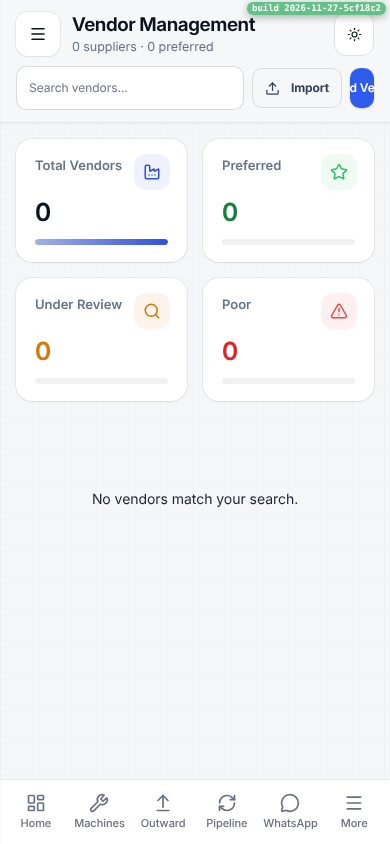 build 2026-11-27-5cf18c2
Vendor Management
0 suppliers · 0 preferred
Search vendors...
Import
d Ve
Total Vendors
0
Preferred
0
Under Review
0
Poor
0
No vendors match your search.
Home
Machines
Outward
Pipeline
WhatsApp
More